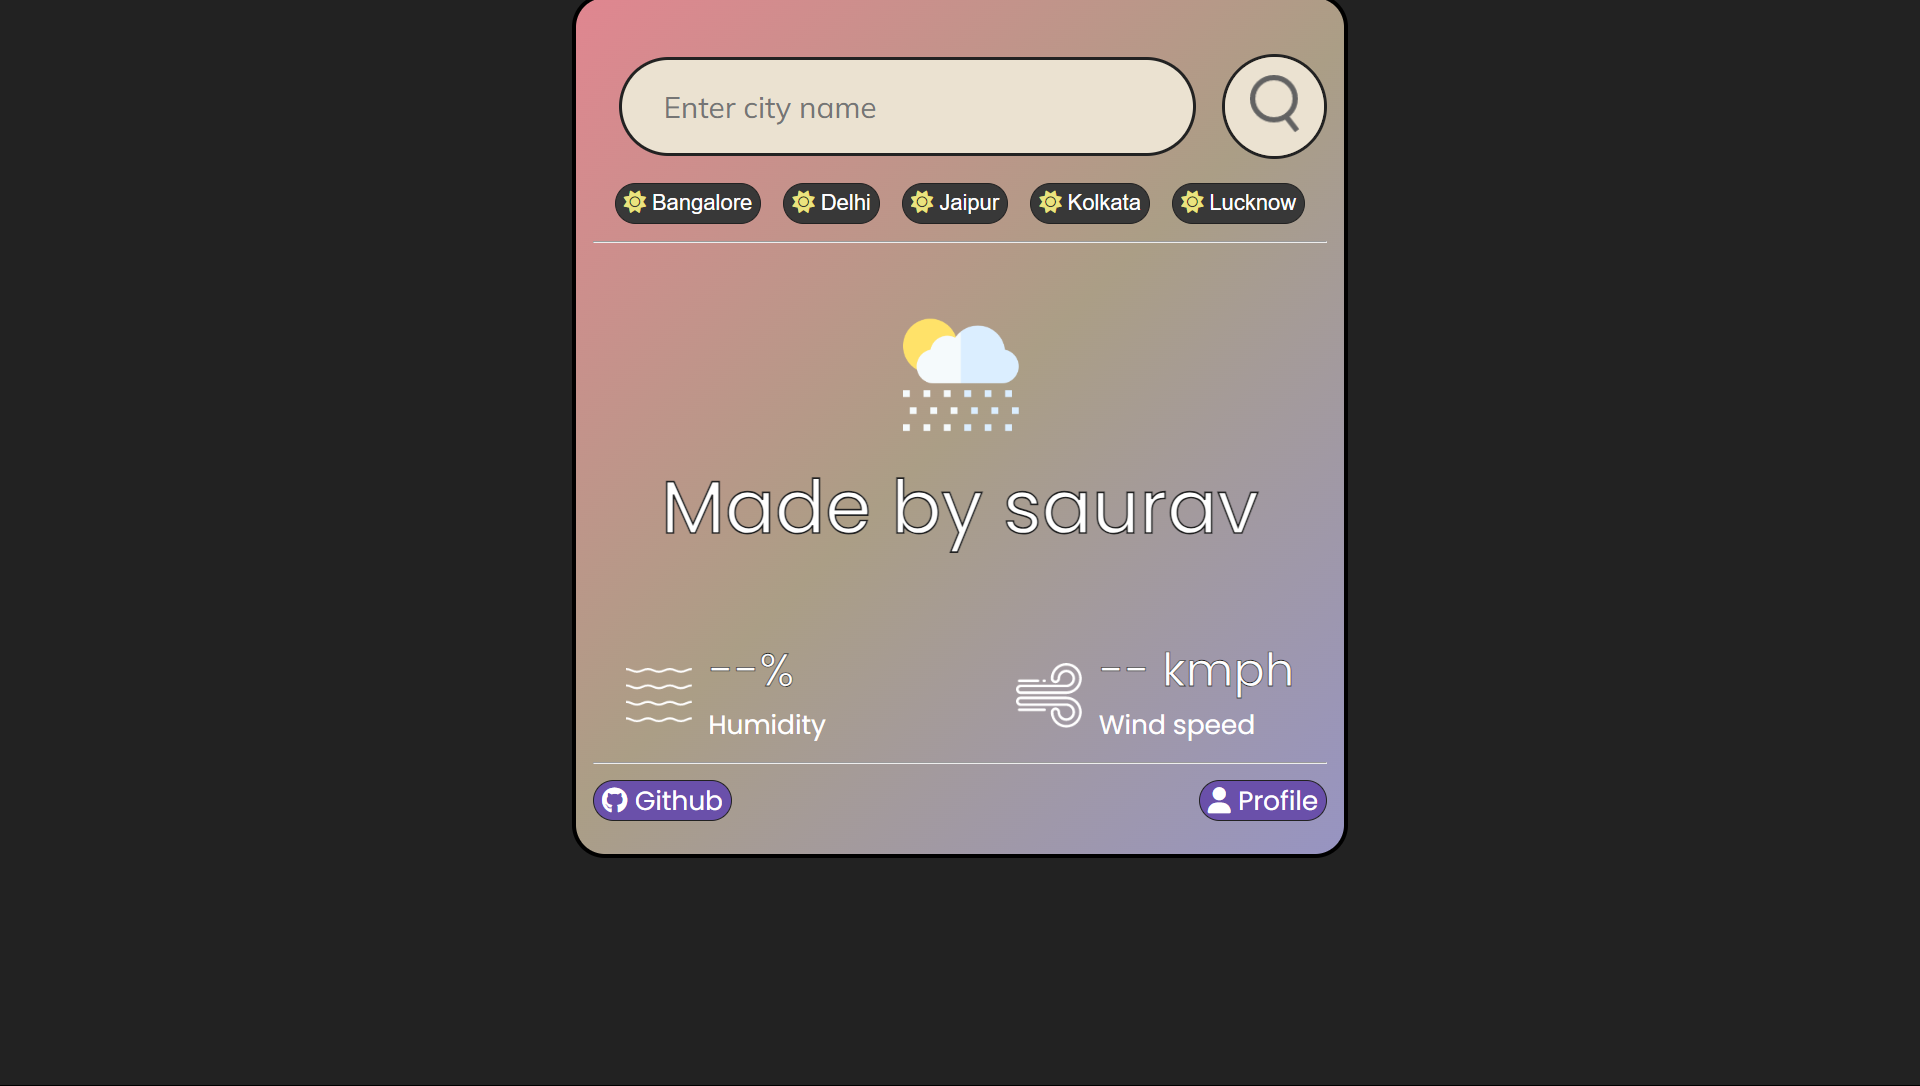 Enter city name
Bangalore Delhi Jaipur Kolkata Lucknow
Made by saurav
--% -- kmph
Humidity Wind speed
Github Profile